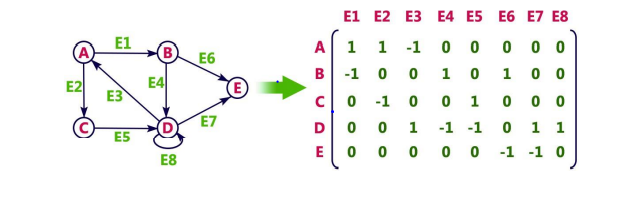 E1 E2 E3 E4 E5 E6 E7 E8
A 1 1 -1 0 0 0 0 0
B -1 0 0 1 0 1 0 0
C 0 -1 0 0 1 0 0 0
D 0 0 1 -1 -1 0 1 1
E 0 0 0 0 0 -1 -1 0
A E1 B
E6
E2 E3 E4 E
E7
C E5 D
E8